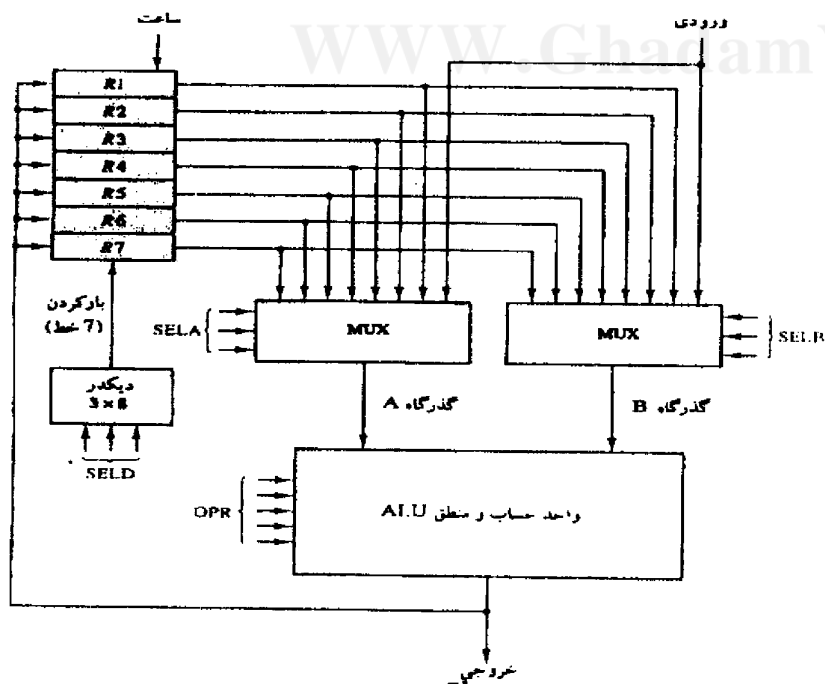 WWW.Ghadam
ساعت
ورودی
R1
R2
R3
R4
R5
R6
R7
بارکردن
(7 خط)
SELA
MUX
MUX
SELB
دیکدر
3×8
SELD
گذرگاه A
گذرگاه B
OPR
واحد حساب و منطق ALU
خروجی